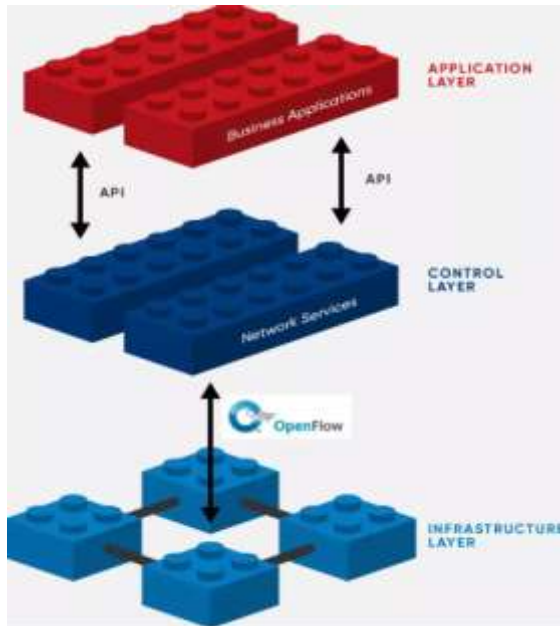 APPLICATION
LAYER
Business Applications
API
API
CONTROL
LAYER
Network Services
OpenFlow
INFRASTRUCTURE
LAYER